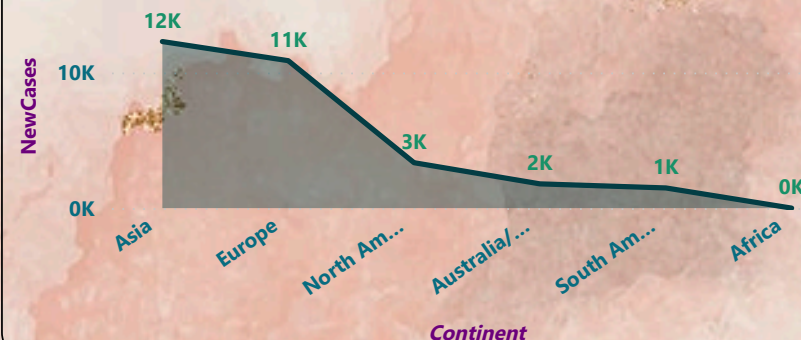 12K
11K
10K
3K
2K
1K
0K
0K
NewCases
Asia
Europe
North Am...
Australia/...
South Am...
Africa
Continent